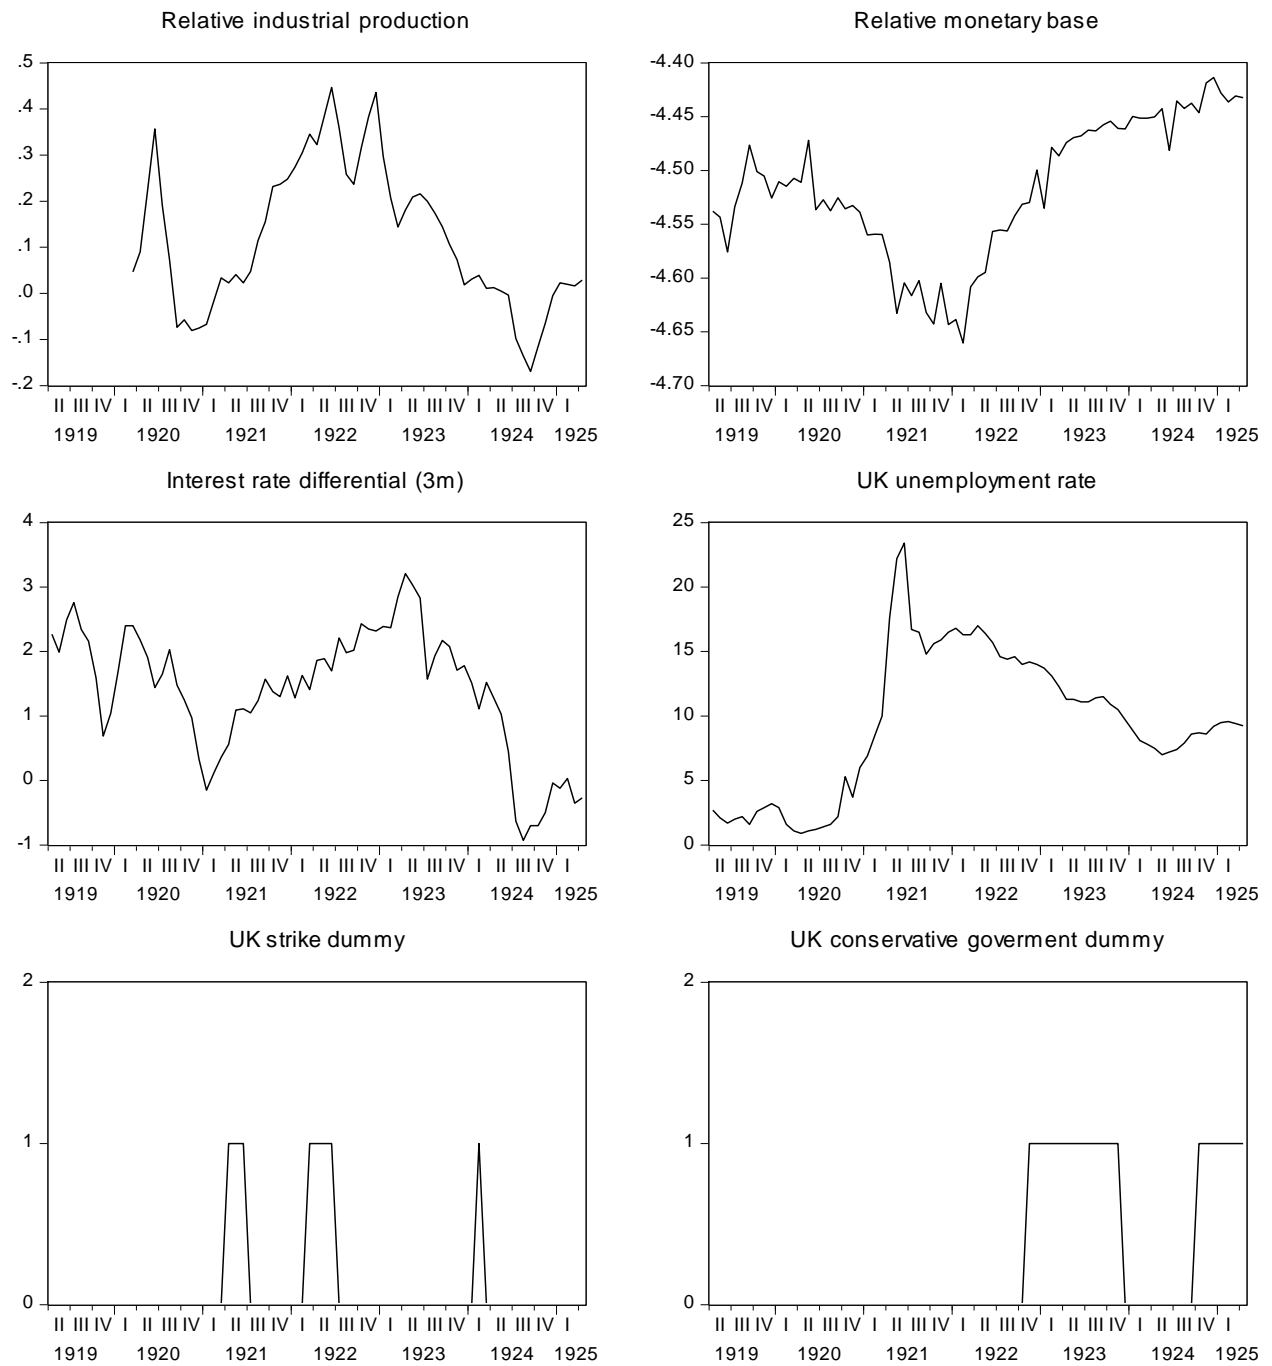 Relative industrial production
.5
.4
.3
.2
.1
.0
-.1
-.2
II III IV I II III IV I II III IV I II III IV I II III IV I II III IV I
1919 1920 1921 1922 1923 1924 1925
Relative monetary base
-4.40
-4.45
-4.50
-4.55
-4.60
-4.65
-4.70
II III IV I II III IV I II III IV I II III IV I II III IV I II III IV I
1919 1920 1921 1922 1923 1924 1925
Interest rate differential (3m)
4
3
2
1
0
-1
II III IV I II III IV I II III IV I II III IV I II III IV I II III IV I
1919 1920 1921 1922 1923 1924 1925
UK unemployment rate
25
20
15
10
5
0
II III IV I II III IV I II III IV I II III IV I II III IV I II III IV I
1919 1920 1921 1922 1923 1924 1925
UK strike dummy
2
1
0
II III IV I II III IV I II III IV I II III IV I II III IV I II III IV I
1919 1920 1921 1922 1923 1924 1925
UK conservative goverment dummy
2
1
0
II III IV I II III IV I II III IV I II III IV I II III IV I II III IV I
1919 1920 1921 1922 1923 1924 1925